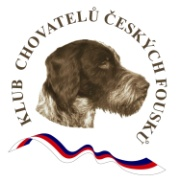 KLUB CHOVATELŮ ČESKÝCH FOUSKŮ